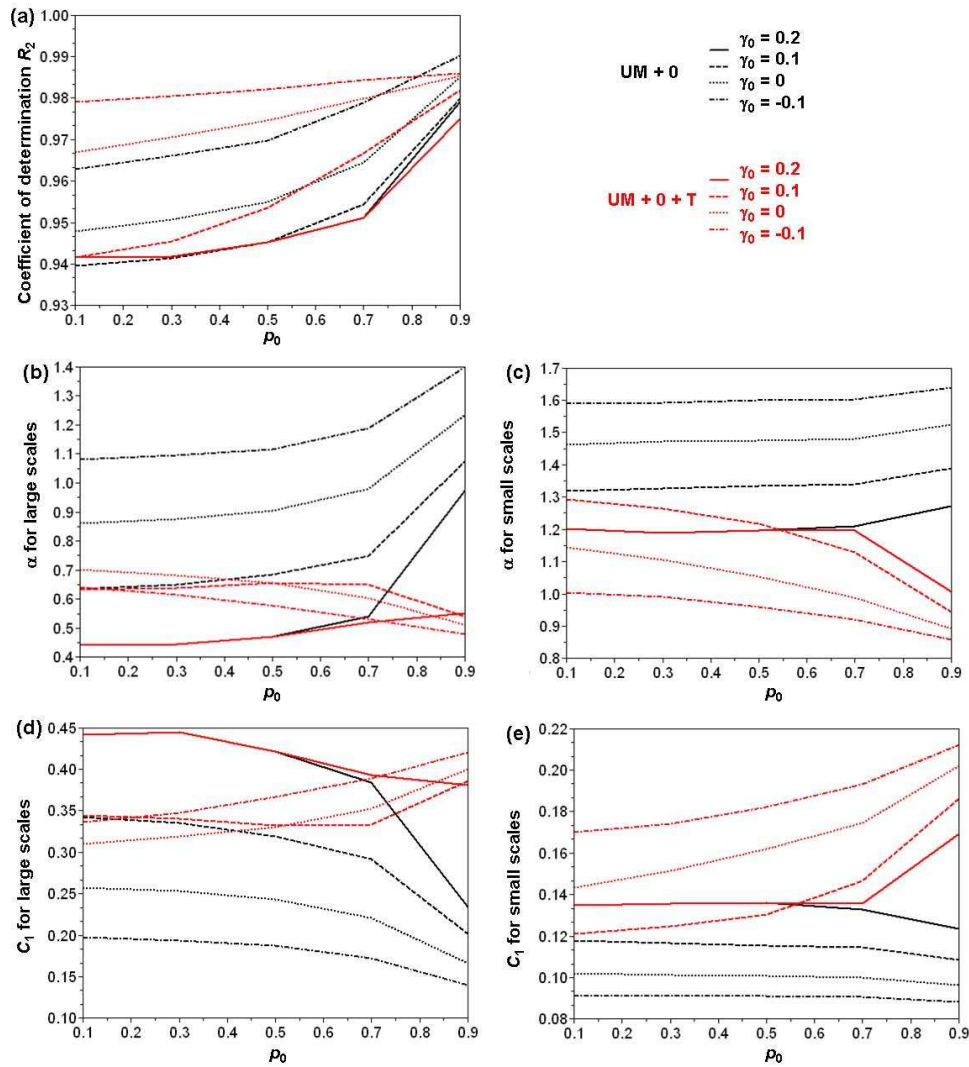 (a)
Coefficient of determination R₂
1.00
0.99
0.98
0.97
0.96
0.95
0.94
0.93
0.1 0.2 0.3 0.4 0.5 0.6 0.7 0.8 0.9
p₀
UM + 0
γ₀ = 0.2
γ₀ = 0.1
γ₀ = 0
γ₀ = -0.1
UM + 0 + T
γ₀ = 0.2
γ₀ = 0.1
γ₀ = 0
γ₀ = -0.1
(b)
α for large scales
1.4
1.3
1.2
1.1
1.0
0.9
0.8
0.7
0.6
0.5
0.4
0.1 0.2 0.3 0.4 0.5 0.6 0.7 0.8 0.9
p₀
(c)
α for small scales
1.7
1.6
1.5
1.4
1.3
1.2
1.1
1.0
0.9
0.8
0.1 0.2 0.3 0.4 0.5 0.6 0.7 0.8 0.9
p₀
(d)
C₁ for large scales
0.45
0.40
0.35
0.30
0.25
0.20
0.15
0.10
0.1 0.2 0.3 0.4 0.5 0.6 0.7 0.8 0.9
p₀
(e)
C₁ for small scales
0.22
0.20
0.18
0.16
0.14
0.12
0.10
0.08
0.1 0.2 0.3 0.4 0.5 0.6 0.7 0.8 0.9
p₀